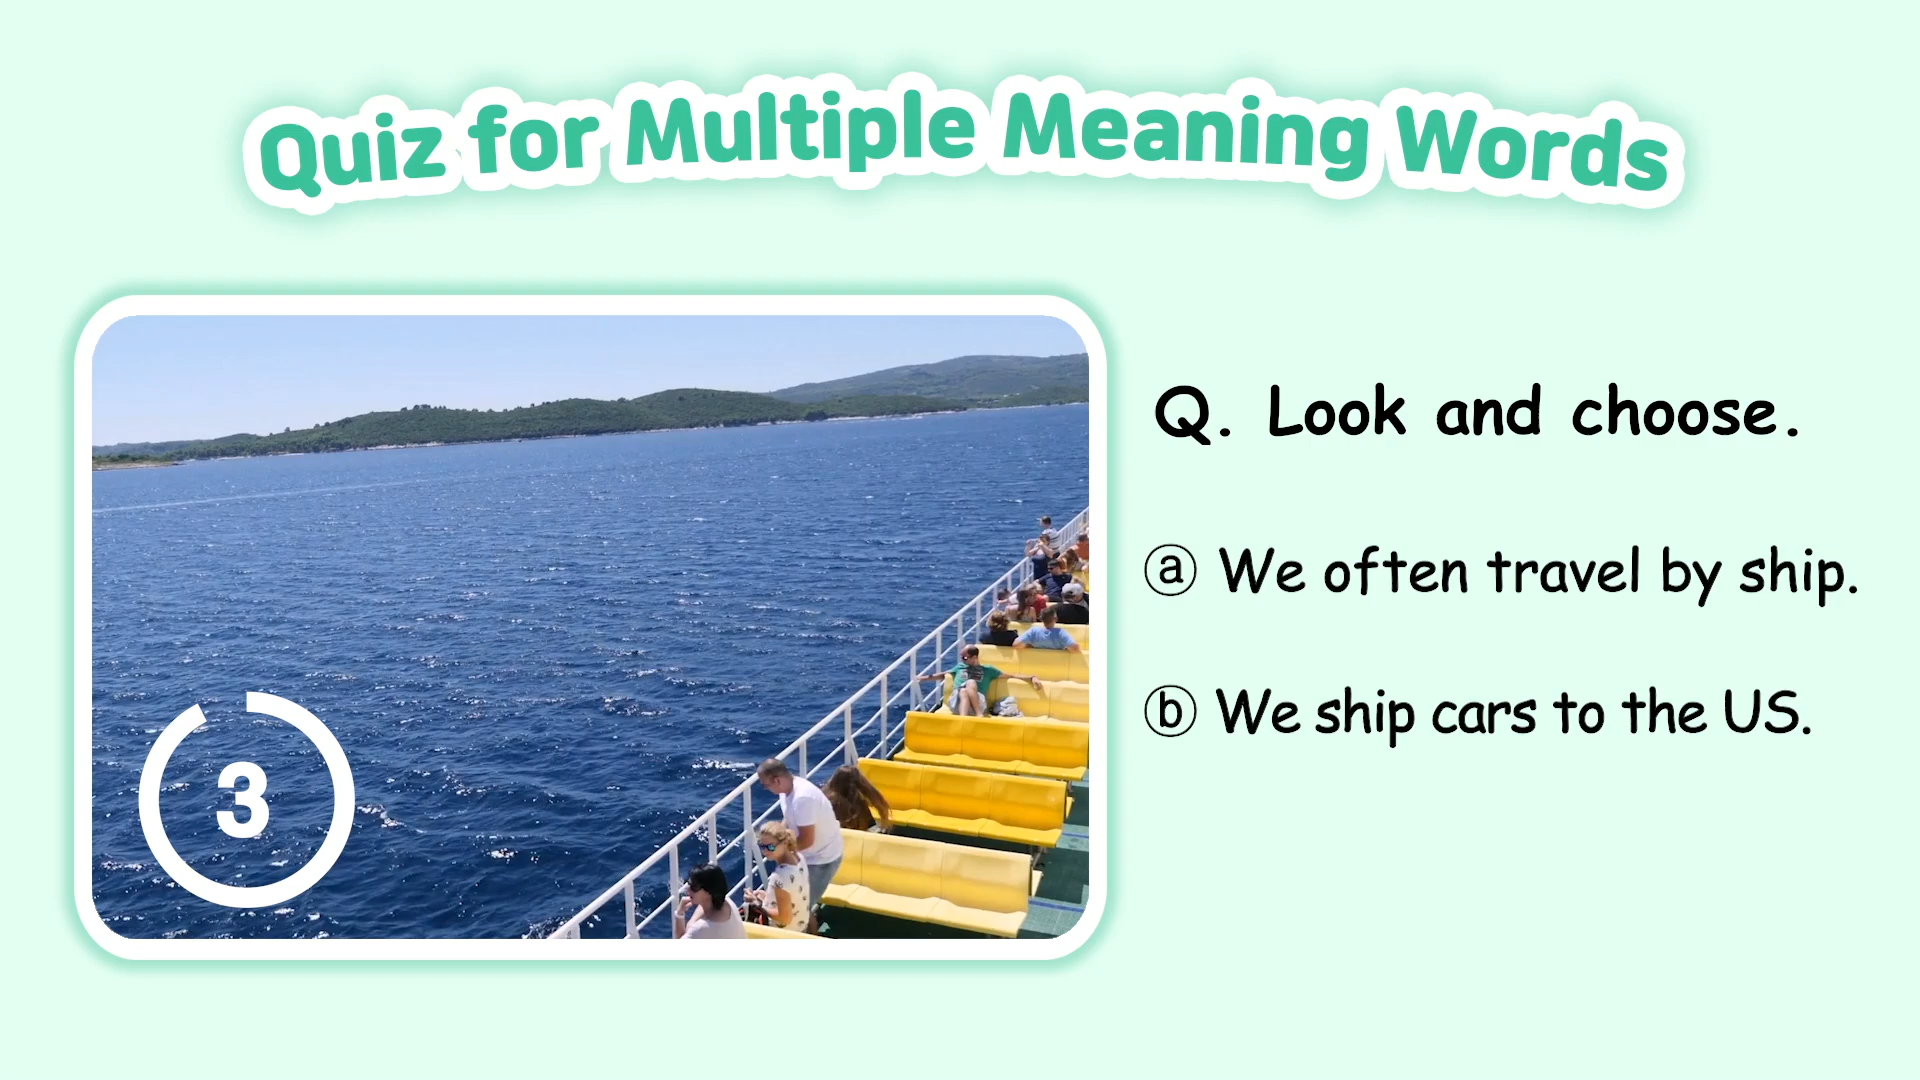 Quiz for Multiple Meaning Words
Q. Look and choose.
ⓐ We often travel by ship.
ⓑ We ship cars to the US.
3